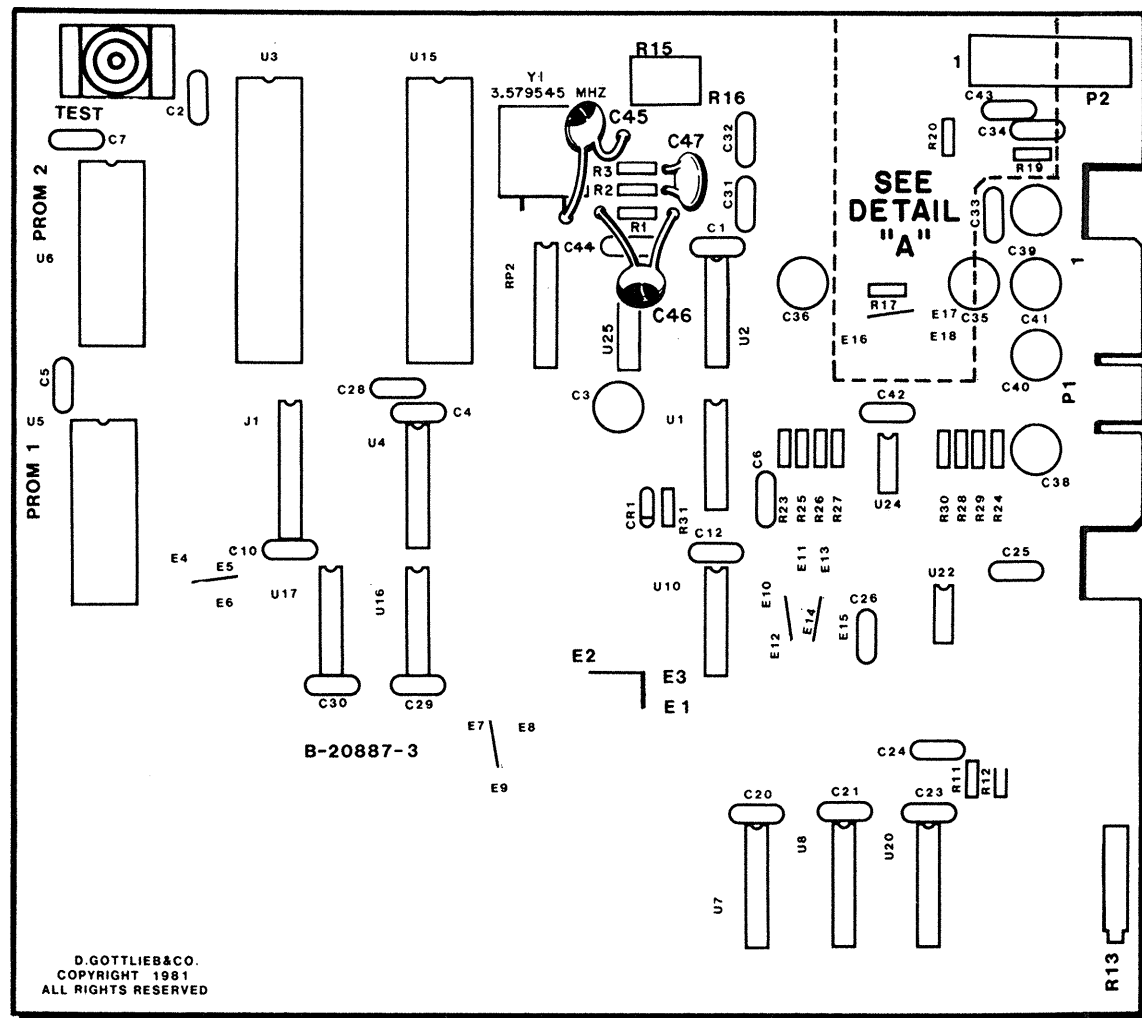 TEST
C2
U3
U15
Y1
3.579545 MHZ
R15
R16
C45
C47
C32
C31
P2
1
C43
C34
R20
R19
C7
PROM 2
U6
R3
R2
R1
C44
C1
SEE
DETAIL
"A"
C33
C39
1
RP2
C46
U25
U2
C36
R17
E16
E17
E18
C35
C41
C40
P1
C5
U5
PROM 1
J1
C28
C4
U4
C3
U1
C42
U24
C38
C6
R23
R25
R26
R27
R30
R28
R29
R24
CR1
R31
C12
E11
E13
C25
U22
E4
E5
E6
C10
U17
U16
U10
E10
E12
E14
E15
C26
E2
E3
E1
C30
C29
B-20887-3
E7
E8
E9
C24
R11
R12
C20
C21
C23
U7
U8
U20
R13
D.GOTTLIEB&CO.
COPYRIGHT 1981
ALL RIGHTS RESERVED